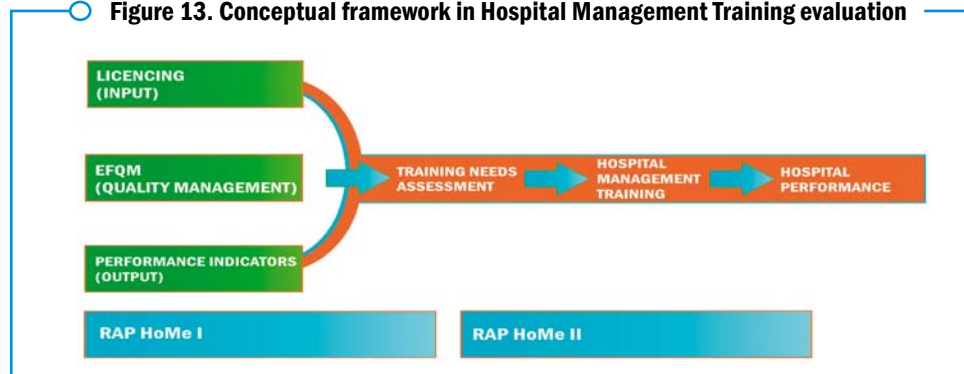 Figure 13. Conceptual framework in Hospital Management Training evaluation
LICENCING
(INPUT)
EFQM
(QUALITY MANAGEMENT)
PERFORMANCE INDICATORS
(OUTPUT)
TRAINING NEEDS
ASSESSMENT
HOSPITAL
MANAGEMENT
TRAINING
HOSPITAL
PERFORMANCE
RAP HoMe I
RAP HoMe II